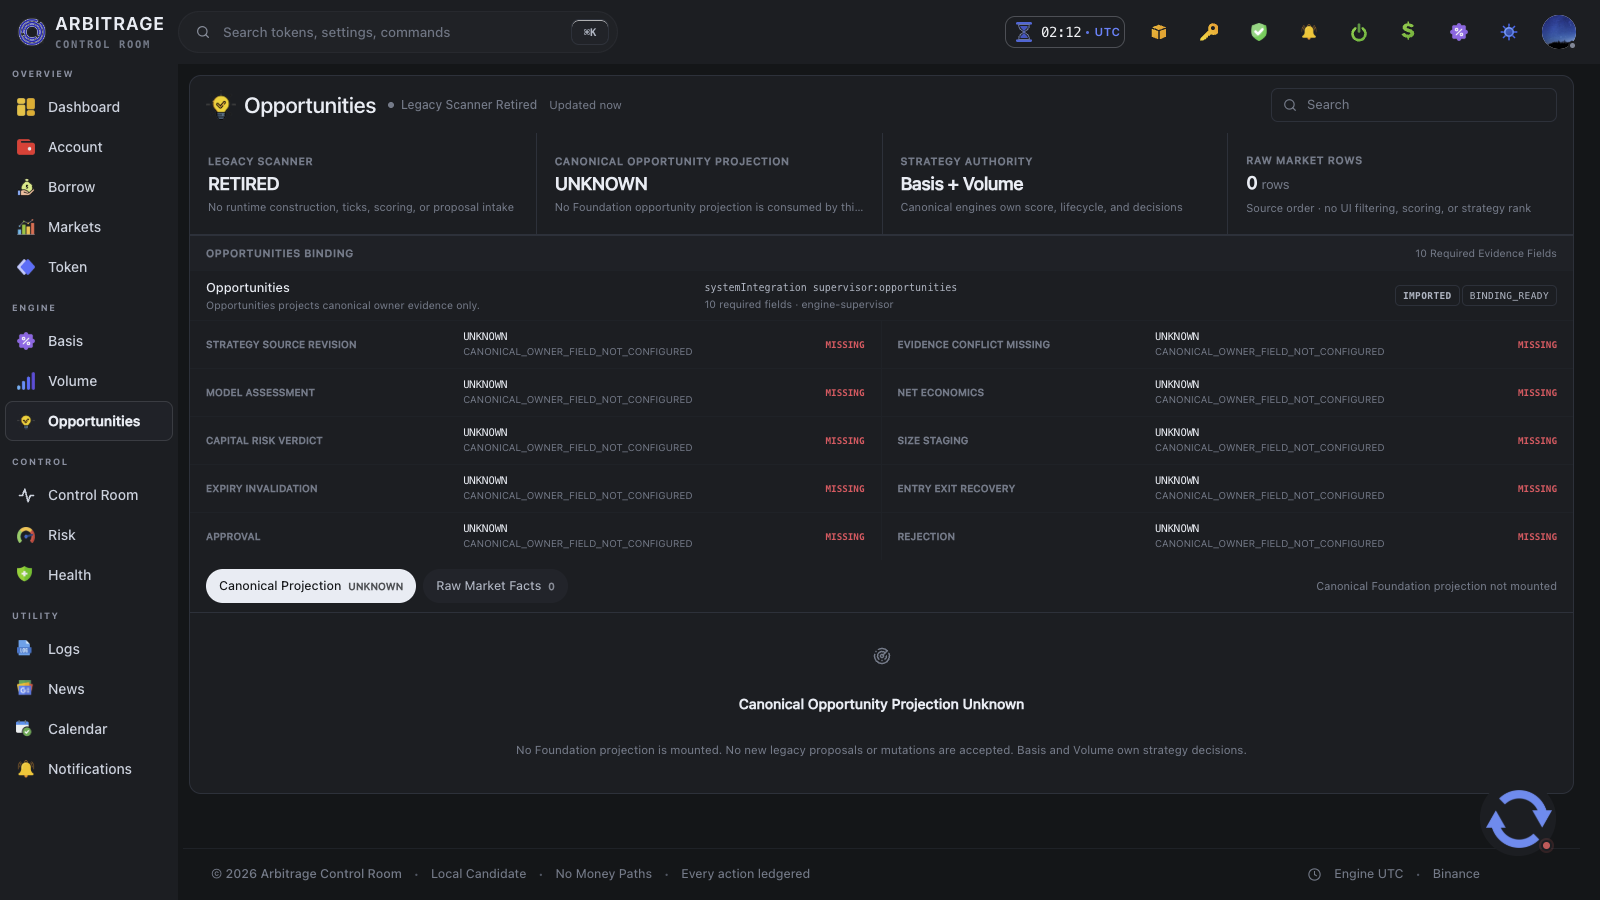 ARBITRAGE
CONTROL ROOM
Search tokens, settings, commands
⌘K
02:12 • UTC
OVERVIEW
Dashboard
Account
Borrow
Markets
Token
ENGINE
Basis
Volume
Opportunities
CONTROL
Control Room
Risk
Health
UTILITY
Logs
News
Calendar
Notifications
Opportunities
Legacy Scanner Retired
Updated now
Search
LEGACY SCANNER
RETIRED
No runtime construction, ticks, scoring, or proposal intake
CANONICAL OPPORTUNITY PROJECTION
UNKNOWN
No Foundation opportunity projection is consumed by thi...
STRATEGY AUTHORITY
Basis + Volume
Canonical engines own score, lifecycle, and decisions
RAW MARKET ROWS
0 rows
Source order · no UI filtering, scoring, or strategy rank
OPPORTUNITIES BINDING
10 Required Evidence Fields
Opportunities
Opportunities projects canonical owner evidence only.
systemIntegration supervisor:opportunities
10 required fields · engine-supervisor
IMPORTED
BINDING_READY
STRATEGY SOURCE REVISION
UNKNOWN
CANONICAL_OWNER_FIELD_NOT_CONFIGURED
MISSING
EVIDENCE CONFLICT MISSING
UNKNOWN
CANONICAL_OWNER_FIELD_NOT_CONFIGURED
MISSING
MODEL ASSESSMENT
UNKNOWN
CANONICAL_OWNER_FIELD_NOT_CONFIGURED
MISSING
NET ECONOMICS
UNKNOWN
CANONICAL_OWNER_FIELD_NOT_CONFIGURED
MISSING
CAPITAL RISK VERDICT
UNKNOWN
CANONICAL_OWNER_FIELD_NOT_CONFIGURED
MISSING
SIZE STAGING
UNKNOWN
CANONICAL_OWNER_FIELD_NOT_CONFIGURED
MISSING
EXPIRY INVALIDATION
UNKNOWN
CANONICAL_OWNER_FIELD_NOT_CONFIGURED
MISSING
ENTRY EXIT RECOVERY
UNKNOWN
CANONICAL_OWNER_FIELD_NOT_CONFIGURED
MISSING
APPROVAL
UNKNOWN
CANONICAL_OWNER_FIELD_NOT_CONFIGURED
MISSING
REJECTION
UNKNOWN
CANONICAL_OWNER_FIELD_NOT_CONFIGURED
MISSING
Canonical Projection UNKNOWN
Raw Market Facts 0
Canonical Foundation projection not mounted
Canonical Opportunity Projection Unknown
No Foundation projection is mounted. No new legacy proposals or mutations are accepted. Basis and Volume own strategy decisions.
© 2026 Arbitrage Control Room · Local Candidate · No Money Paths · Every action ledgered
Engine UTC · Binance